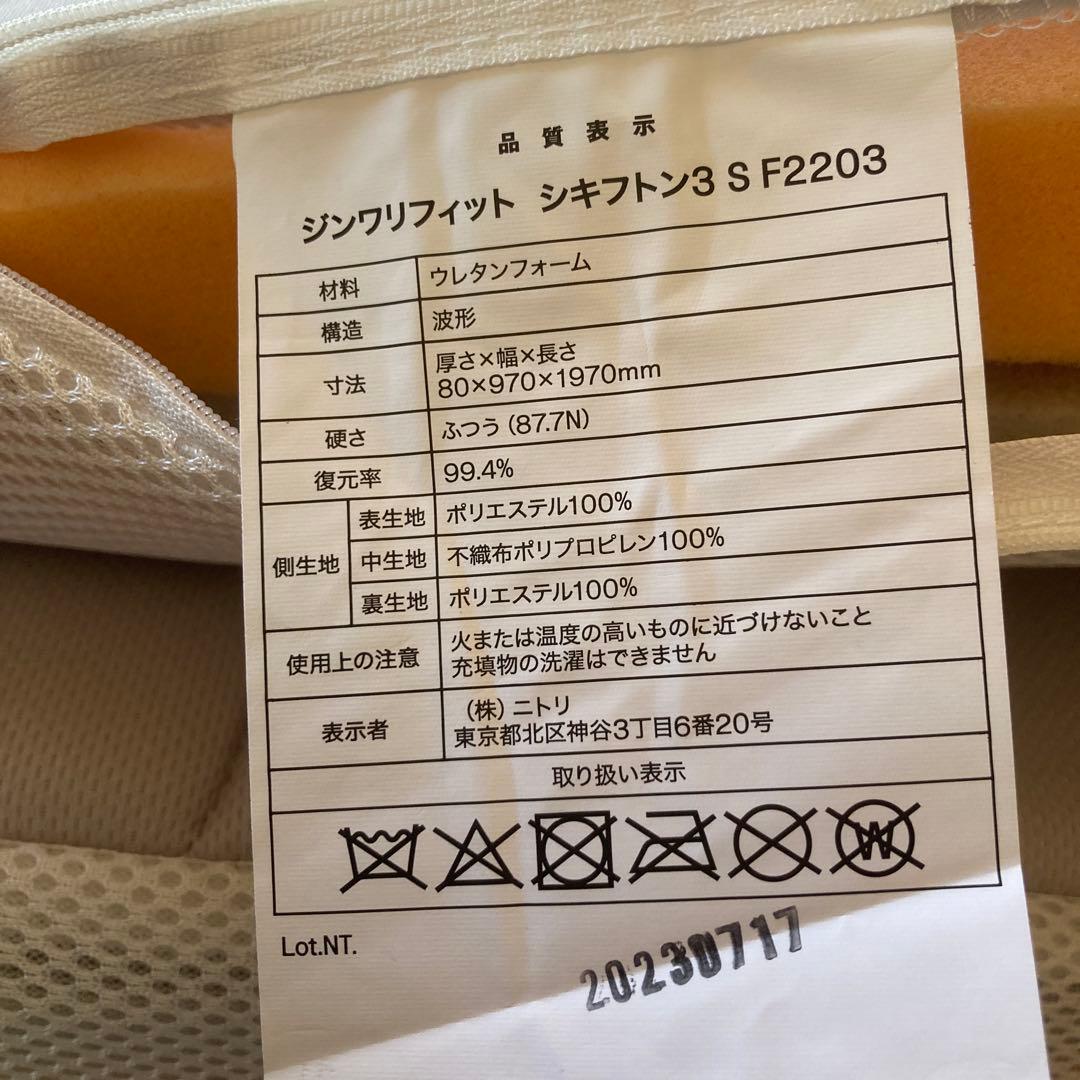 品質表示
ジンワリフィット シキフトン3 S F2203
材料 ウレタンフォーム
構造 波形
寸法 厚さ×幅×長さ
80×970×1970mm
硬さ ふつう（87.7N）
復元率 99.4%
側生地 表生地 ポリエステル100%
中生地 不織布ポリプロピレン100%
裏生地 ポリエステル100%
使用上の注意 火または温度の高いものに近づけないこと
充填物の洗濯はできません
表示者 （株）ニトリ
東京都北区神谷3丁目6番20号
取り扱い表示
W
Lot.NT.
20230717